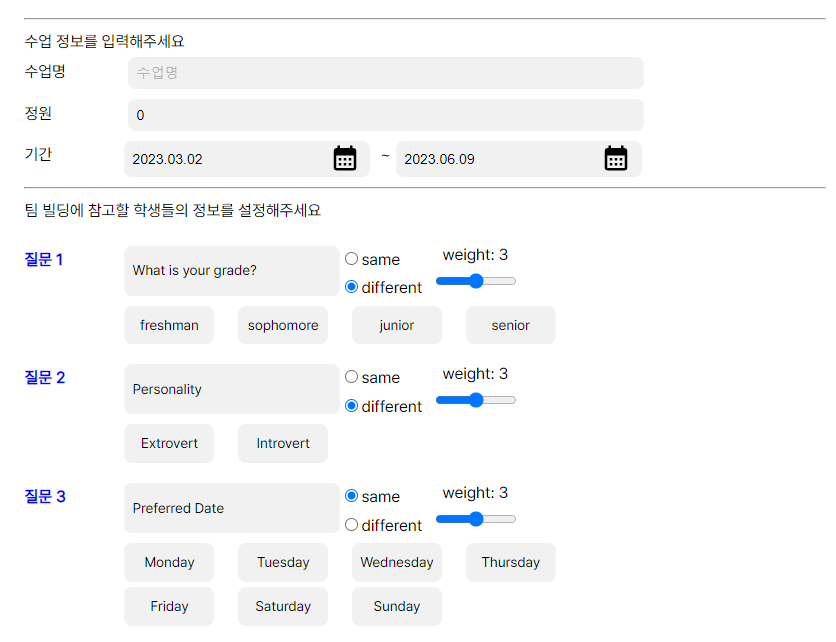 수업 정보를 입력해주세요
수업명 수업명
정원 0
기간 2023.03.02 ~ 2023.06.09
팀 빌딩에 참고할 학생들의 정보를 설정해주세요
질문 1 What is your grade? same weight: 3
different
freshman sophomore junior senior
질문 2 Personality same weight: 3
different
Extrovert Introvert
질문 3 Preferred Date same weight: 3
different
Monday Tuesday Wednesday Thursday
Friday Saturday Sunday